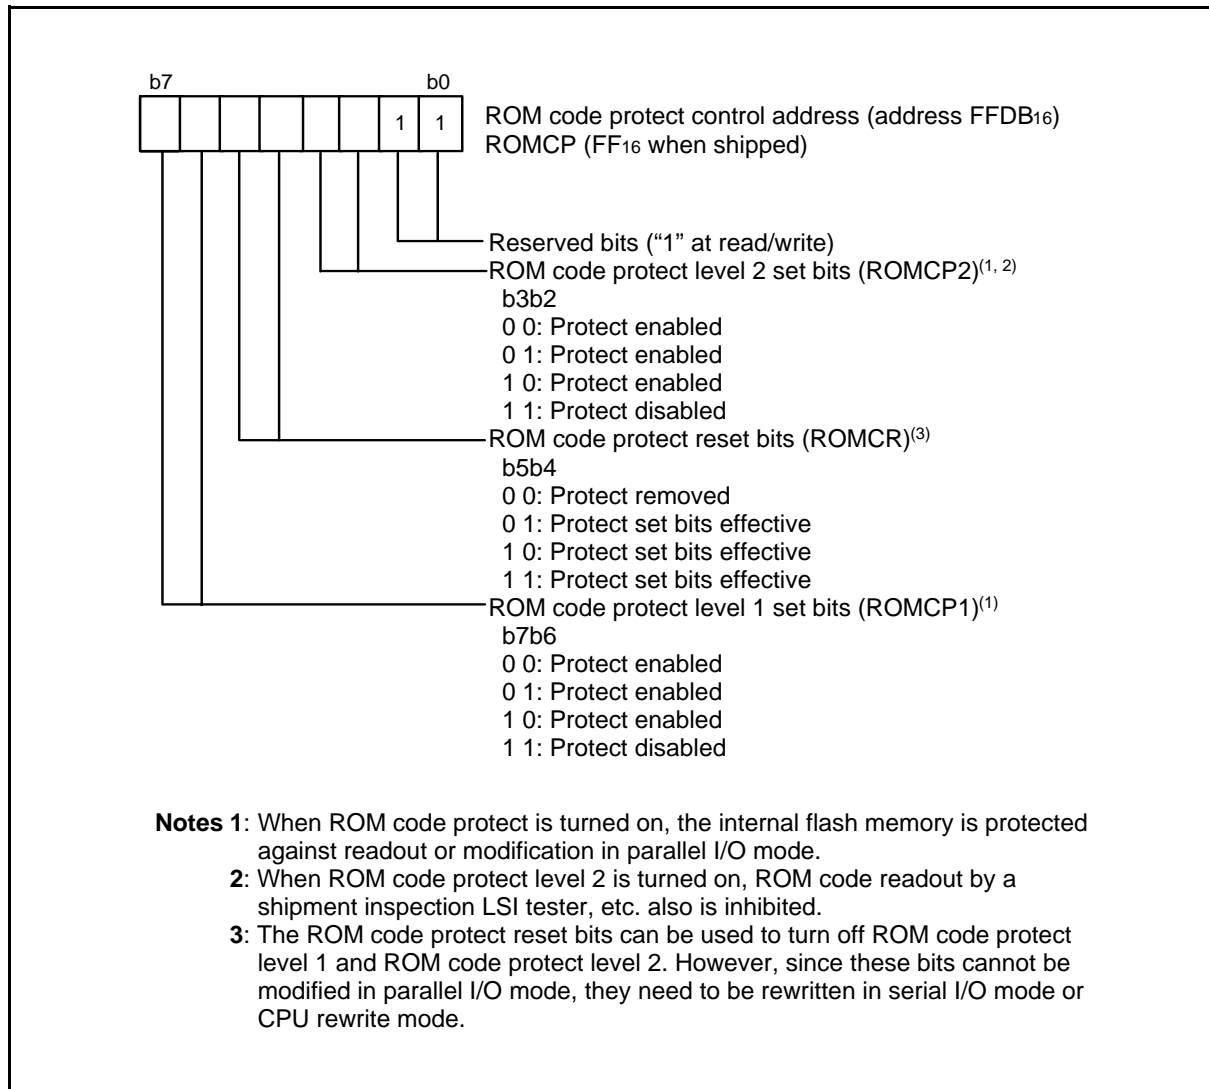 b7 b0
1 1
ROM code protect control address (address FFDB16)
ROMCP (FF16 when shipped)
Reserved bits (“1” at read/write)
ROM code protect level 2 set bits (ROMCP2)(1, 2)
b3b2
0 0: Protect enabled
0 1: Protect enabled
1 0: Protect enabled
1 1: Protect disabled
ROM code protect reset bits (ROMCR)(3)
b5b4
0 0: Protect removed
0 1: Protect set bits effective
1 0: Protect set bits effective
1 1: Protect set bits effective
ROM code protect level 1 set bits (ROMCP1)(1)
b7b6
0 0: Protect enabled
0 1: Protect enabled
1 0: Protect enabled
1 1: Protect disabled
Notes 1: When ROM code protect is turned on, the internal flash memory is protected
against readout or modification in parallel I/O mode.
2: When ROM code protect level 2 is turned on, ROM code readout by a
shipment inspection LSI tester, etc. also is inhibited.
3: The ROM code protect reset bits can be used to turn off ROM code protect
level 1 and ROM code protect level 2. However, since these bits cannot be
modified in parallel I/O mode, they need to be rewritten in serial I/O mode or
CPU rewrite mode.